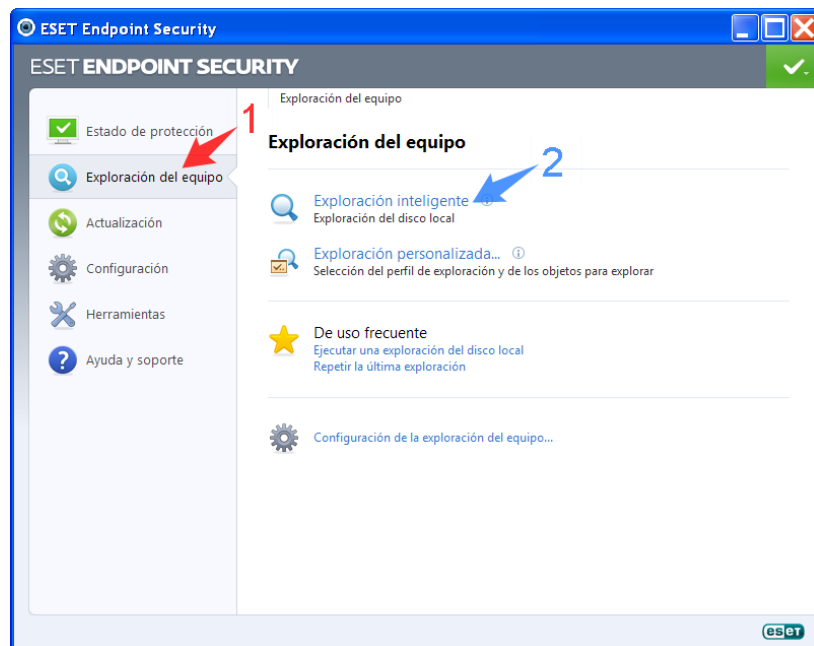 ESET Endpoint Security
ESET ENDPOINT SECURITY
Exploración del equipo
Estado de protección
1
Exploración del equipo
Exploración del equipo
2
Exploración inteligente
Exploración del disco local
Actualización
Exploración personalizada...
Selección del perfil de exploración y de los objetos para explorar
Configuración
Herramientas
De uso frecuente
Ejecutar una exploración del disco local
Repetir la última exploración
Ayuda y soporte
Configuración de la exploración del equipo...
eseT